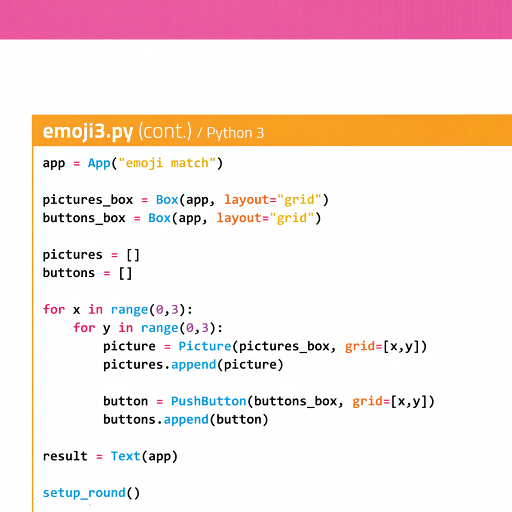 emoji3.py (cont.) / Python 3
app = App("emoji match")
pictures_box = Box(app, layout="grid")
buttons_box = Box(app, layout="grid")
pictures = []
buttons = []
for x in range(0,3):
    for y in range(0,3):
        picture = Picture(pictures_box, grid=[x,y])
        pictures.append(picture)
        button = PushButton(buttons_box, grid=[x,y])
        buttons.append(button)
result = Text(app)
setup_round()